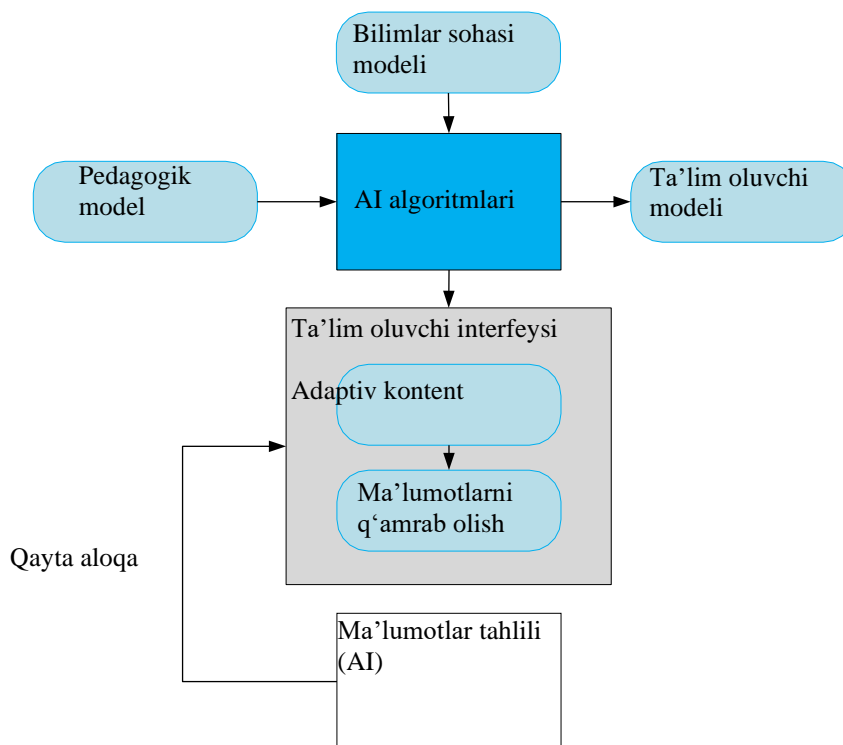 Bilimlar sohasi
modeli
Pedagogik
model
AI algoritmlari
Ta’lim oluvchi
modeli
Ta’lim oluvchi interfeysi
Adaptiv kontent
Ma’lumotlarni
q‘amrab olish
Qayta aloqa
Ma’lumotlar tahlili
(AI)